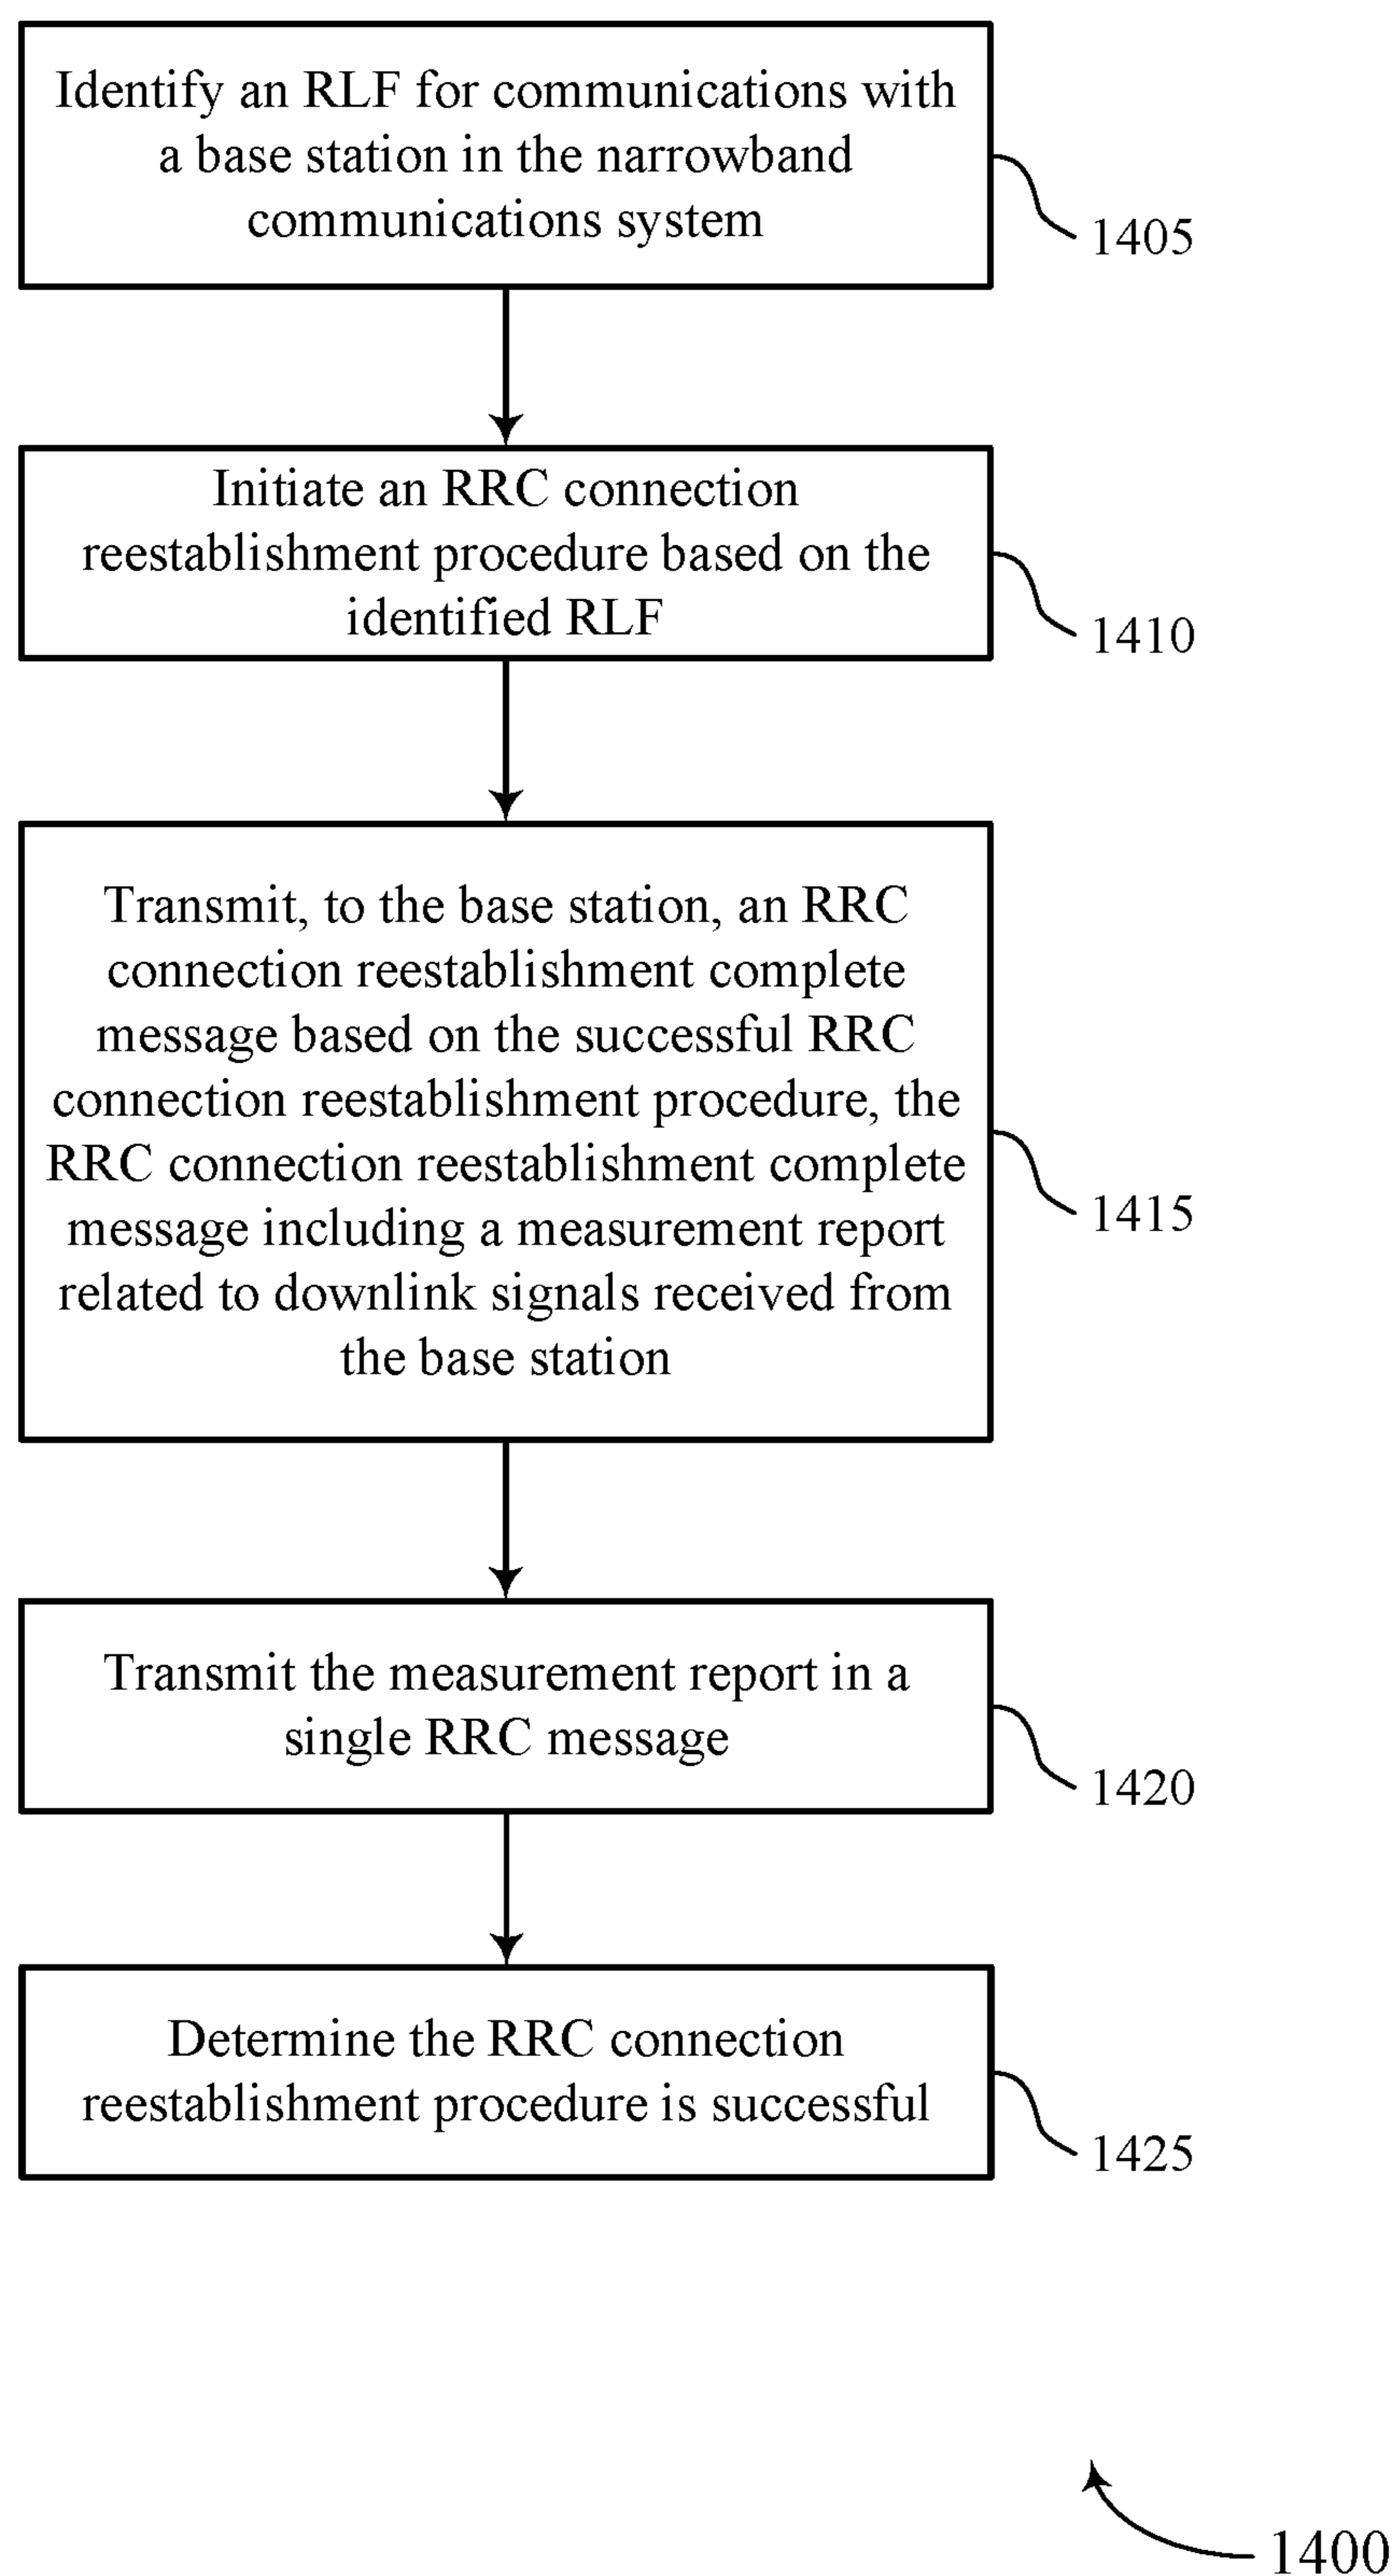 Identify an RLF for communications with
a base station in the narrowband
communications system
1405
Initiate an RRC connection
reestablishment procedure based on the
identified RLF
1410
Transmit, to the base station, an RRC
connection reestablishment complete
message based on the successful RRC
connection reestablishment procedure, the
RRC connection reestablishment complete
message including a measurement report
related to downlink signals received from
the base station
1415
Transmit the measurement report in a
single RRC message
1420
Determine the RRC connection
reestablishment procedure is successful
1425
1400